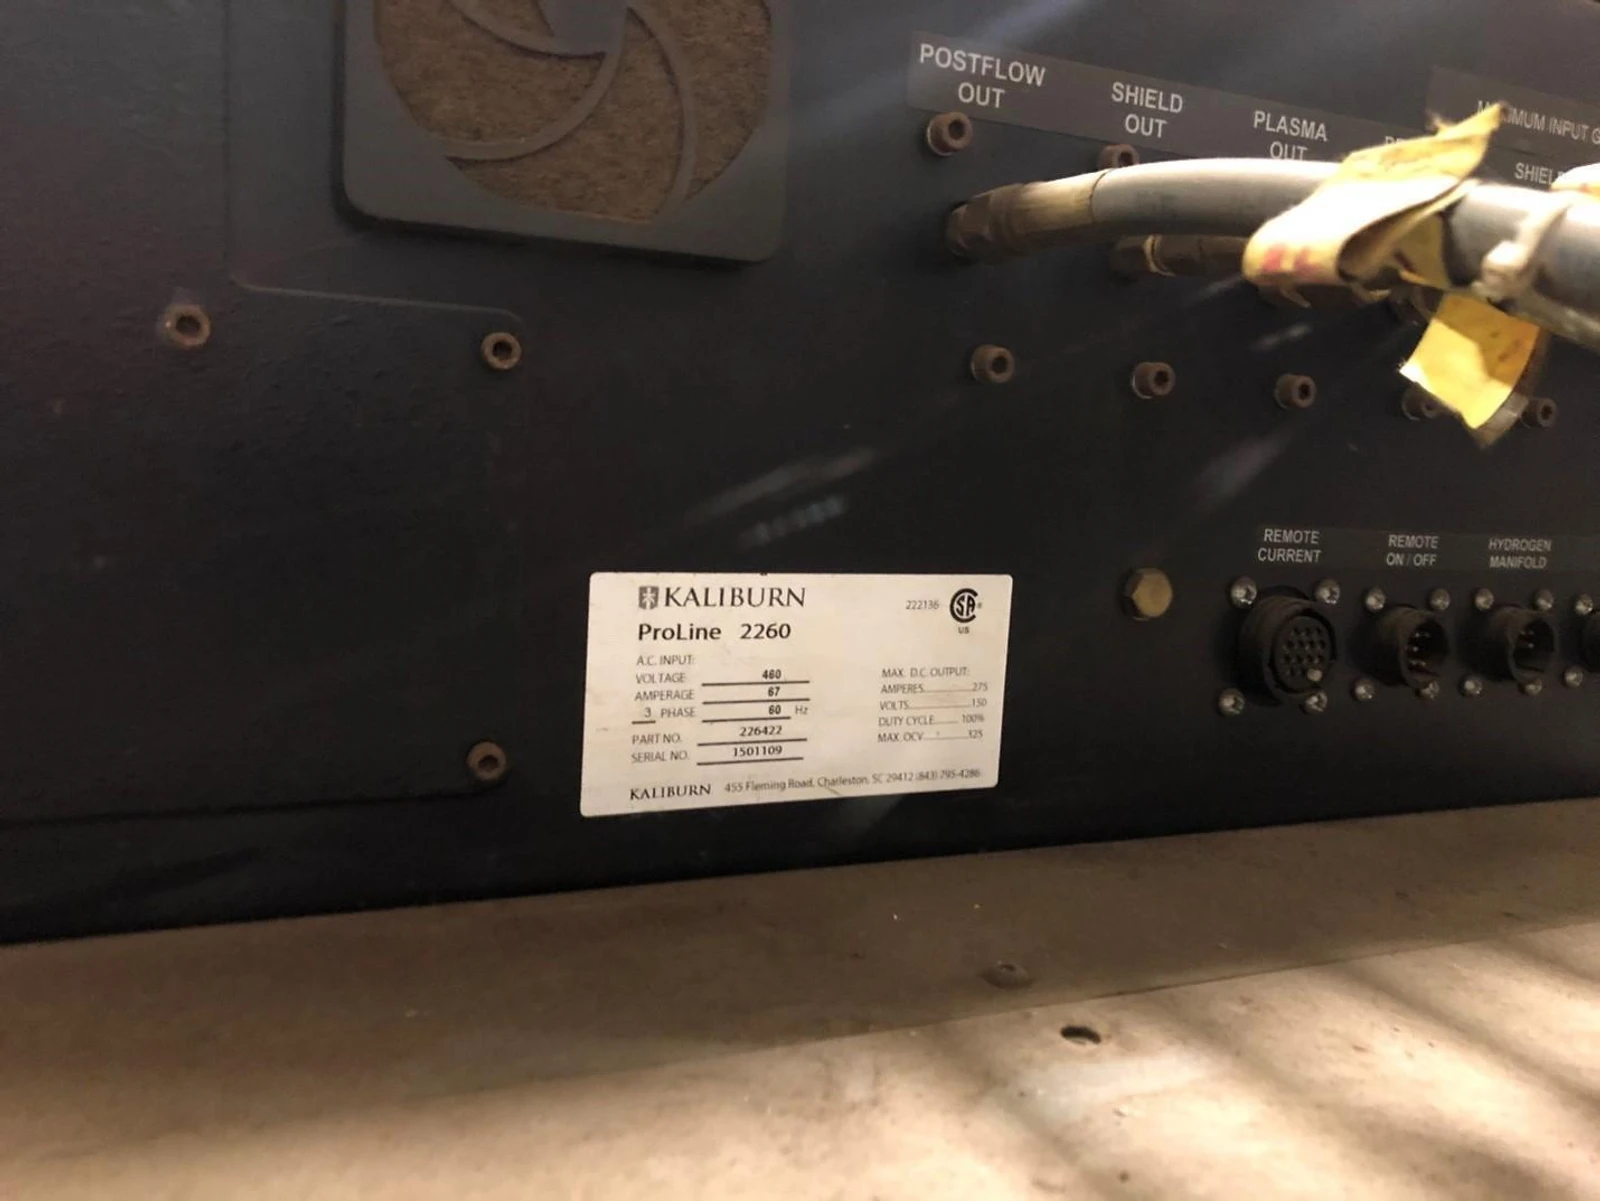 POSTFLOW
OUT
SHIELD
OUT
PLASMA
OUT
INPUT
REMOTE
CURRENT
REMOTE
ON / OFF
HYDROGEN
MANIFOLD
KALIBURN
222136
US
ProLine 2260
A.C. INPUT:
VOLTAGE 460
AMPERAGE 67
3 PHASE 60 Hz
PART NO. 226422
SERIAL NO. 1501109
MAX. D.C. OUTPUT:
AMPERES 275
VOLTS 150
DUTY CYCLE 100%
MAX. OCV 325
KALIBURN 455 Fleming Road, Charleston, SC 29412 (843) 795-4286